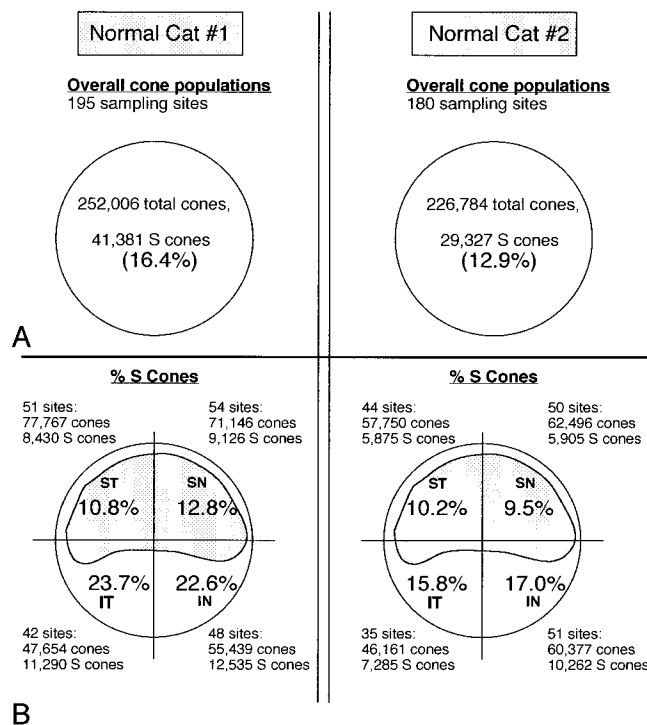 Normal Cat #1
Overall cone populations
195 sampling sites
252,006 total cones,
41,381 S cones
(16.4%)
Normal Cat #2
Overall cone populations
180 sampling sites
226,784 total cones,
29,327 S cones
(12.9%)
A
% S Cones
51 sites:
77,767 cones
8,430 S cones
54 sites:
71,146 cones
9,126 S cones
ST
10.8%
SN
12.8%
23.7%
IT
22.6%
IN
42 sites:
47,654 cones
11,290 S cones
48 sites:
55,439 cones
12,535 S cones
% S Cones
44 sites:
57,750 cones
5,875 S cones
50 sites:
62,496 cones
5,905 S cones
ST
10.2%
SN
9.5%
15.8%
IT
17.0%
IN
35 sites:
46,161 cones
7,285 S cones
51 sites:
60,377 cones
10,262 S cones
B